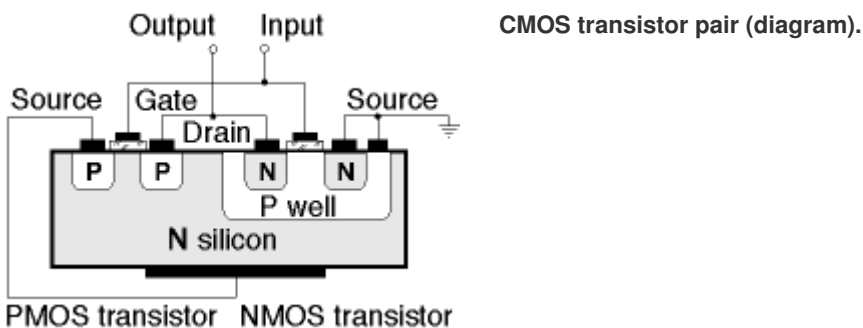 Output Input
CMOS transistor pair (diagram).
Source Gate Source
Drain
P P N N
P well
N silicon
PMOS transistor NMOS transistor